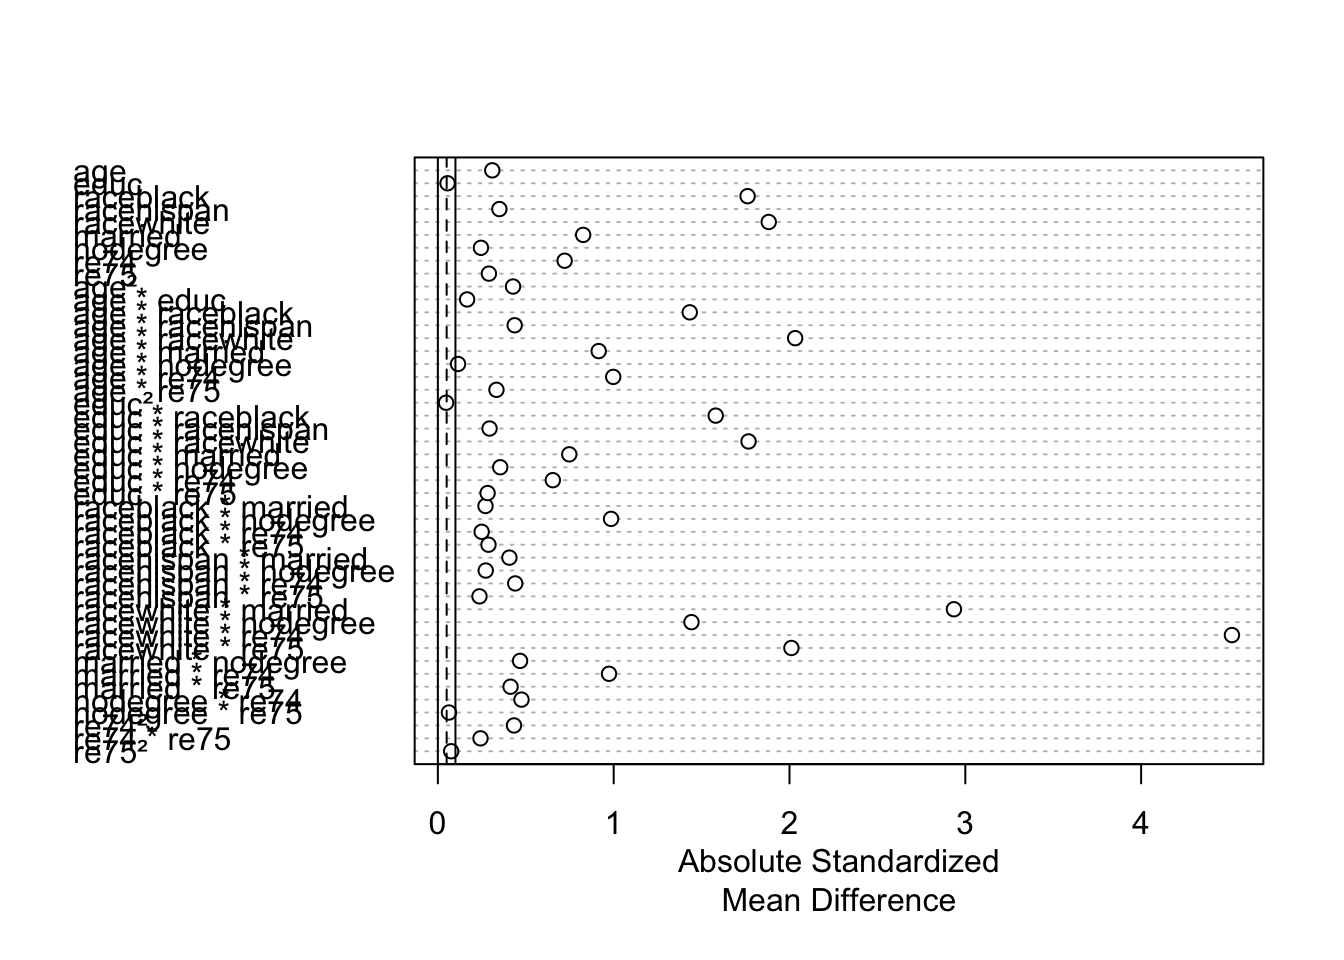 age
educ
raceblack
racehispan
racewhite
married
nodegree
re74
re75
age²
age * educ
age * raceblack
age * racehispan
age * racewhite
age * married
age * nodegree
age * re74
age * re75
educ²
educ * raceblack
educ * racehispan
educ * racewhite
educ * married
educ * nodegree
educ * re74
educ * re75
raceblack * married
raceblack * nodegree
raceblack * re74
raceblack * re75
racehispan * married
racehispan * nodegree
racehispan * re74
racehispan * re75
racewhite * married
racewhite * nodegree
racewhite * re74
racewhite * re75
married * nodegree
married * re74
married * re75
nodegree * re74
nodegree * re75
re74²
re74 * re75
re75²
0 1 2 3 4
Absolute Standardized
Mean Difference